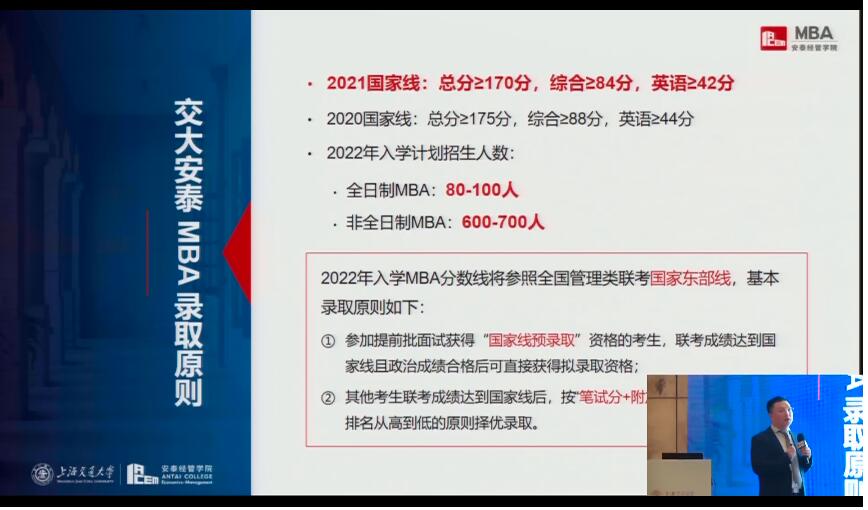 MBA
安泰经管学院
交大安泰 MBA 录取原则
• 2021国家线：总分≥170分，综合≥84分，英语≥42分
• 2020国家线：总分≥175分，综合≥88分，英语≥44分
• 2022年入学计划招生人数：
• 全日制MBA：80-100人
• 非全日制MBA：600-700人
2022年入学MBA分数线将参照全国管理类联考国家东部线，基本
录取原则如下：
① 参加提前批面试获得“国家线预录取”资格的考生，联考成绩达到国
家线且政治成绩合格后可直接获得拟录取资格；
② 其他考生联考成绩达到国家线后，按“笔试分+附
排名从高到低的原则择优录取。
上海交通大学
SHANGHAI JIAO TONG UNIVERSITY
ACEM
安泰经管学院
ANTAI COLLEGE
Economics & Management
录取原则